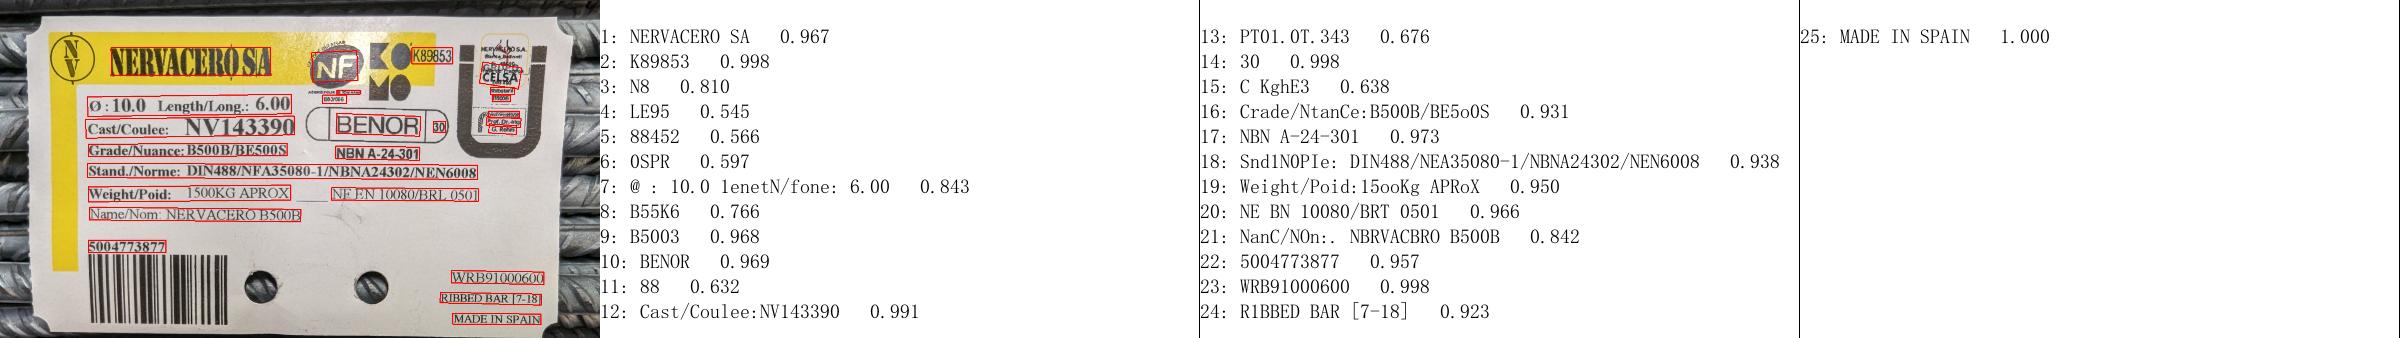 N
V
NERVACERO SA
NF
KO
MO
K89853
CELSA
Ø : 10.0 Length/Long.: 6.00
Cast/Coulee: NV143390
BENOR 30
Grade/Nuance: B500B/BE500S
NBN A-24-301
Stand./Norme: DIN488/NFA35080-1/NBNA24302/NEN6008
Weight/Poid: 1500KG APROX ____ NF EN 10080/BRL 0501
Name/Nom: NERVACERO B500B
5004773877
WRB91000600
RIBBED BAR [7-18]
MADE IN SPAIN
1: NERVACERO SA 0.967
2: K89853 0.998
3: N8 0.810
4: LE95 0.545
5: 88452 0.566
6: OSPR 0.597
7: @ : 10.0 1enetN/fone: 6.00 0.843
8: B55K6 0.766
9: B5003 0.968
10: BENOR 0.969
11: 88 0.632
12: Cast/Coulee:NV143390 0.991
13: PT01.0T.343 0.676
14: 30 0.998
15: C KghE3 0.638
16: Crade/NtanCe:B500B/BE5o0S 0.931
17: NBN A-24-301 0.973
18: Snd1N0PIe: DIN488/NEA35080-1/NBNA24302/NEN6008 0.938
19: Weight/Poid:15ooKg APRoX 0.950
20: NE BN 10080/BRT 0501 0.966
21: NanC/NOn:. NBRVACBRO B500B 0.842
22: 5004773877 0.957
23: WRB91000600 0.998
24: R1BBED BAR [7-18] 0.923
25: MADE IN SPAIN 1.000